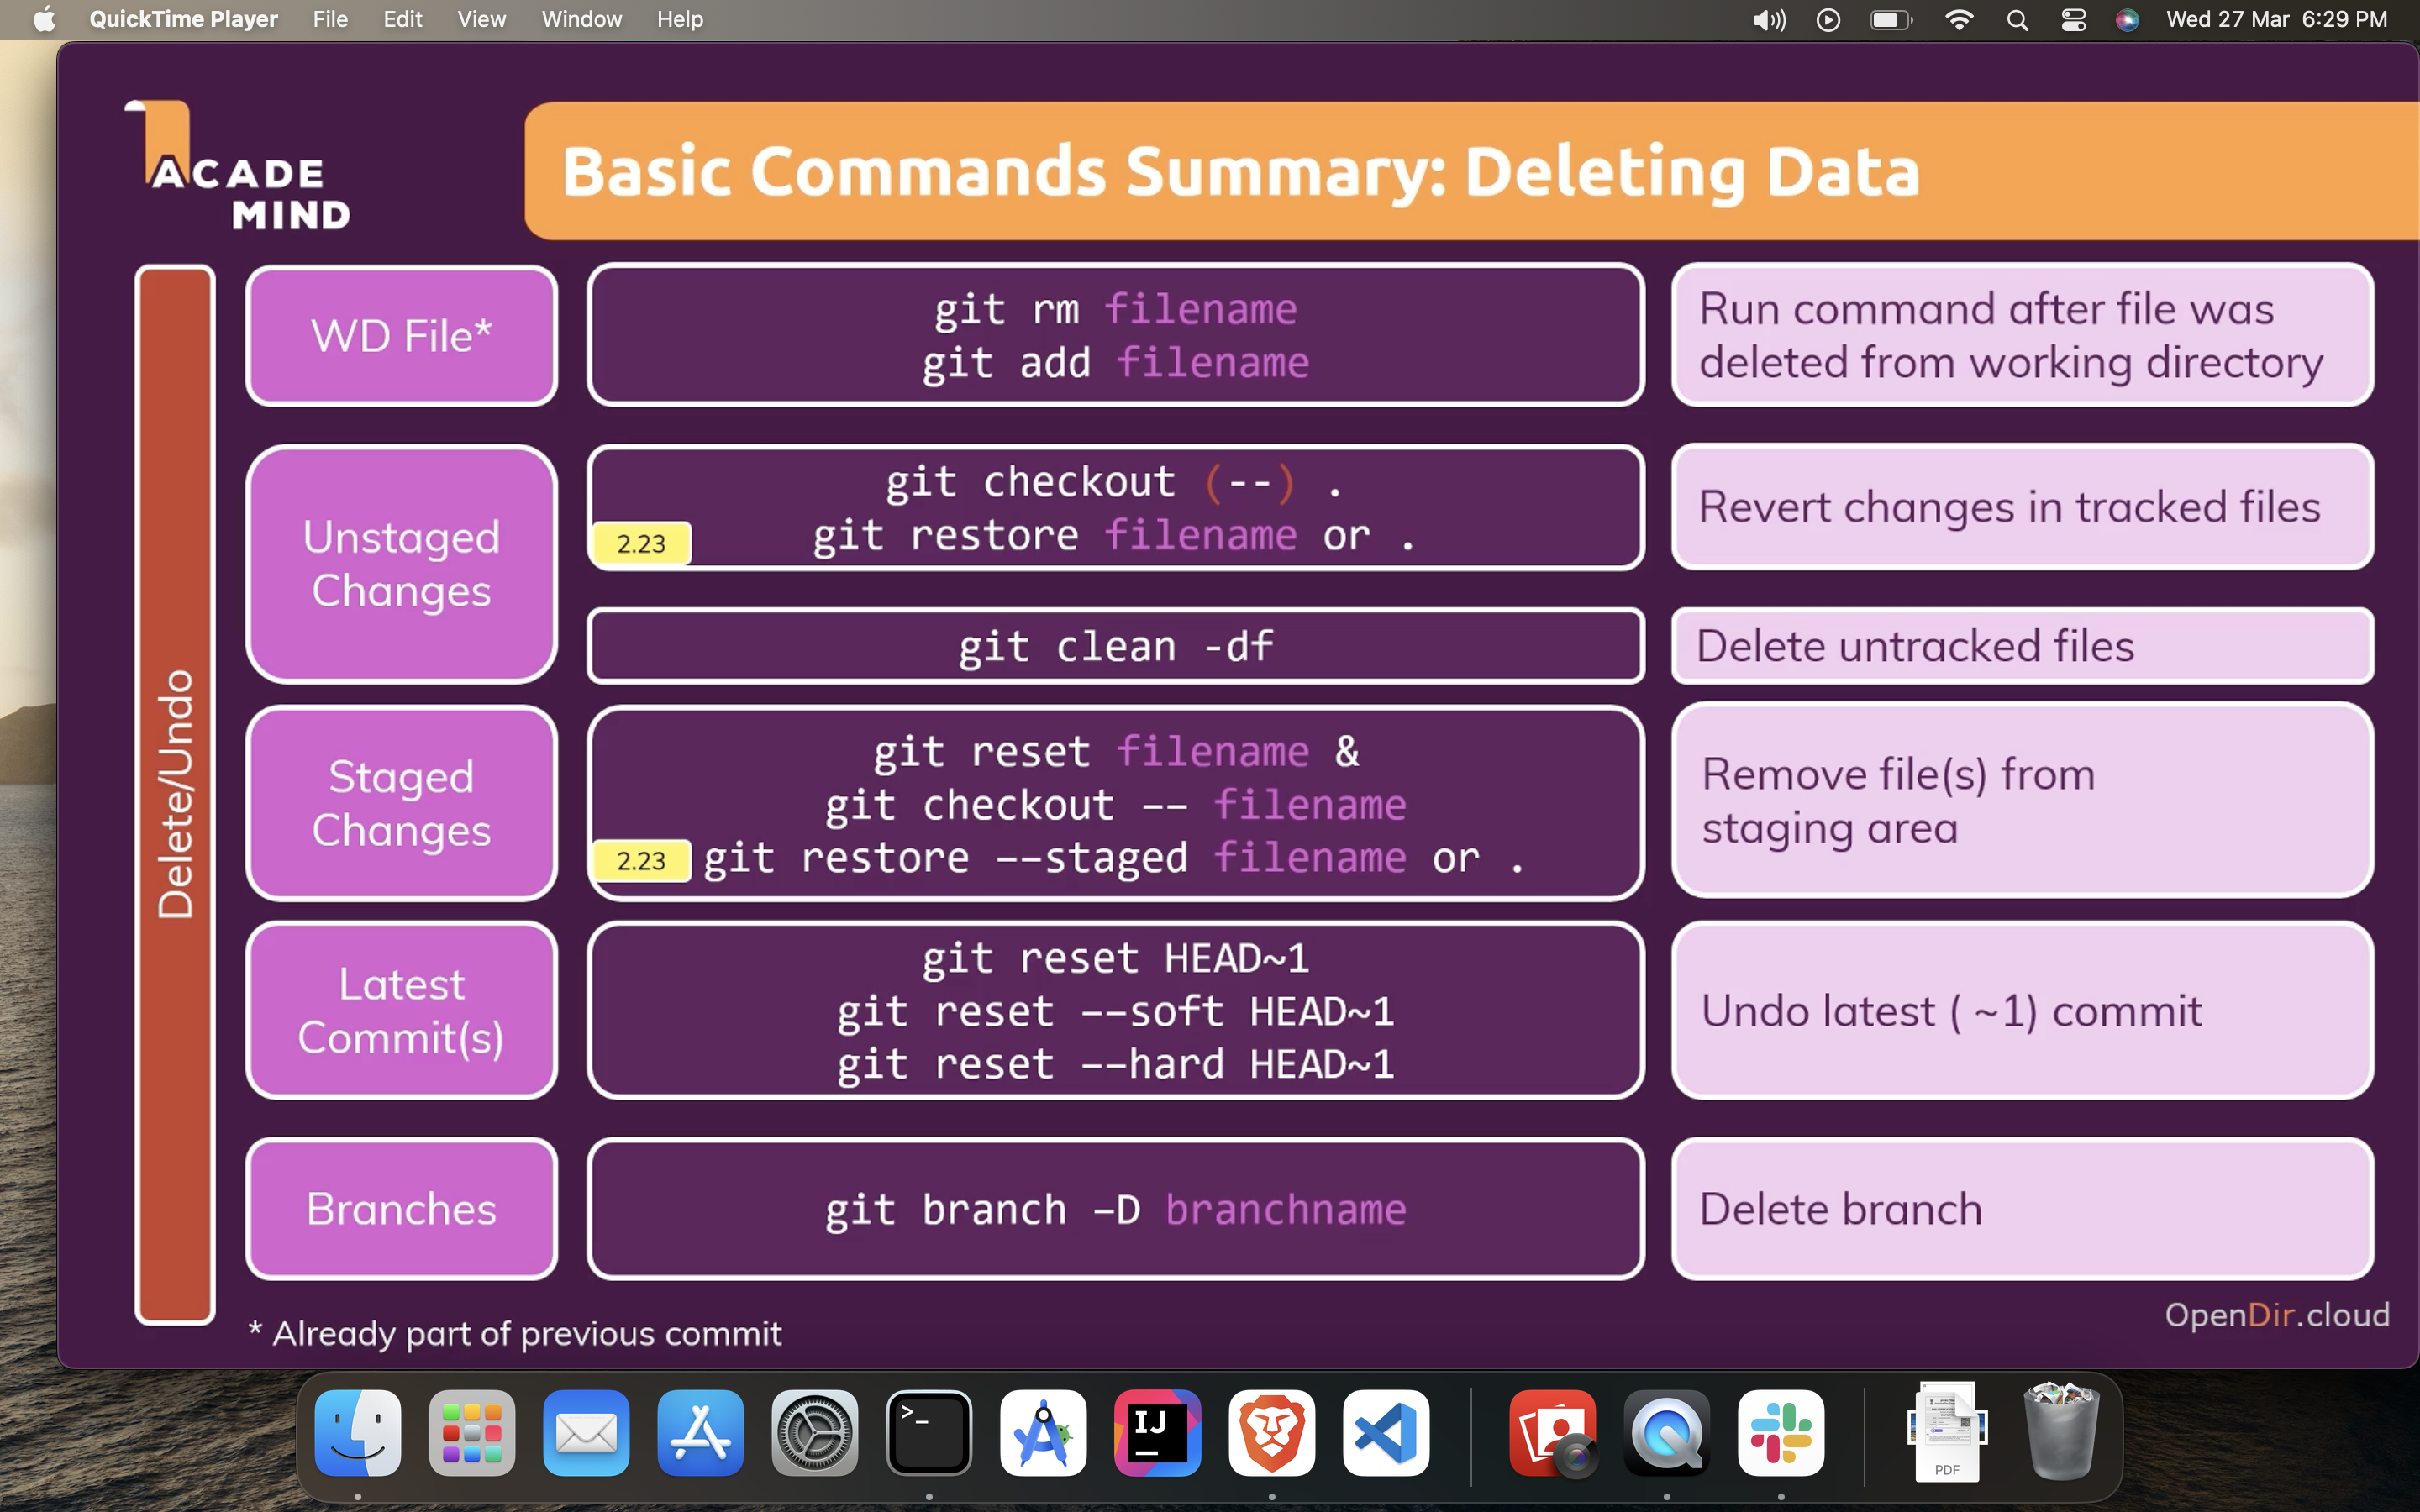 QuickTime Player File Edit View Window Help Wed 27 Mar 6:29 PM
ACADE
MIND
Basic Commands Summary: Deleting Data
Delete/Undo
WD File*
git rm filename
git add filename
Run command after file was
deleted from working directory
Unstaged
Changes
git checkout (--) .
2.23 git restore filename or .
Revert changes in tracked files
git clean -df
Delete untracked files
Staged
Changes
git reset filename &
git checkout –– filename
2.23 git restore ––staged filename or .
Remove file(s) from
staging area
Latest
Commit(s)
git reset HEAD~1
git reset ––soft HEAD~1
git reset ––hard HEAD~1
Undo latest ( ~1) commit
Branches
git branch –D branchname
Delete branch
* Already part of previous commit
OpenDir.cloud
>_
IJ
PDF